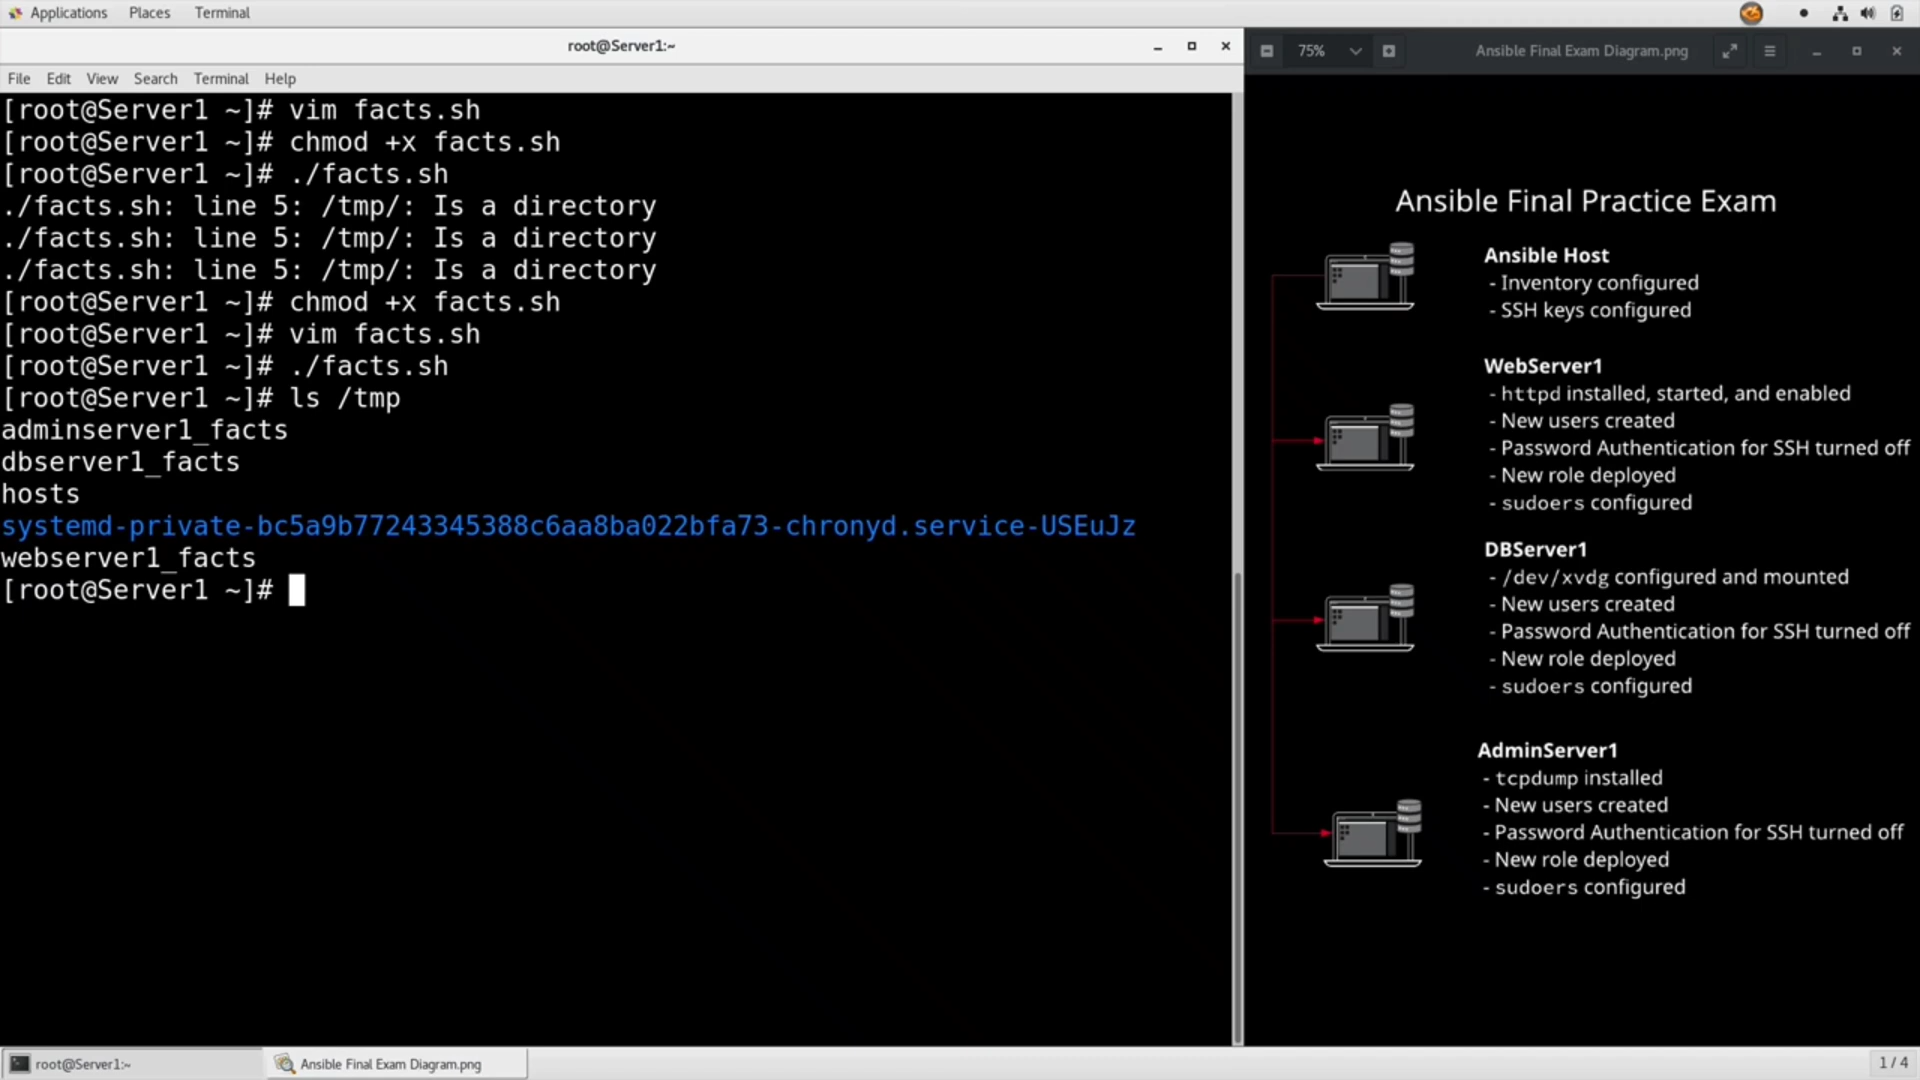 Applications Places Terminal
root@Server1:~
File Edit View Search Terminal Help
[root@Server1 ~]# vim facts.sh
[root@Server1 ~]# chmod +x facts.sh
[root@Server1 ~]# ./facts.sh
./facts.sh: line 5: /tmp/: Is a directory
./facts.sh: line 5: /tmp/: Is a directory
./facts.sh: line 5: /tmp/: Is a directory
[root@Server1 ~]# chmod +x facts.sh
[root@Server1 ~]# vim facts.sh
[root@Server1 ~]# ./facts.sh
[root@Server1 ~]# ls /tmp
adminserver1_facts
dbserver1_facts
hosts
systemd-private-bc5a9b77243345388c6aa8ba022bfa73-chronyd.service-USEuJz
webserver1_facts
[root@Server1 ~]#
75% Ansible Final Exam Diagram.png
Ansible Final Practice Exam
Ansible Host
- Inventory configured
- SSH keys configured
WebServer1
- httpd installed, started, and enabled
- New users created
- Password Authentication for SSH turned off
- New role deployed
- sudoers configured
DBServer1
- /dev/xvdg configured and mounted
- New users created
- Password Authentication for SSH turned off
- New role deployed
- sudoers configured
AdminServer1
- tcpdump installed
- New users created
- Password Authentication for SSH turned off
- New role deployed
- sudoers configured
root@Server1:~ Ansible Final Exam Diagram.png 1 / 4